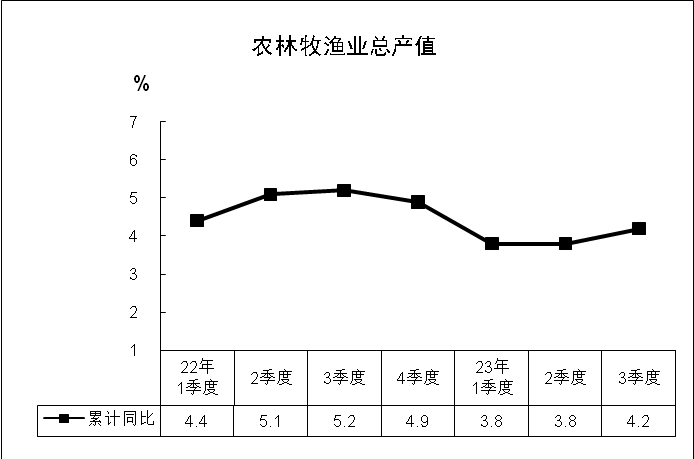 农林牧渔业总产值
%
7
6
5
4
3
2
1
22年
1季度
2季度
3季度
4季度
23年
1季度
2季度
3季度
累计同比 4.4 5.1 5.2 4.9 3.8 3.8 4.2